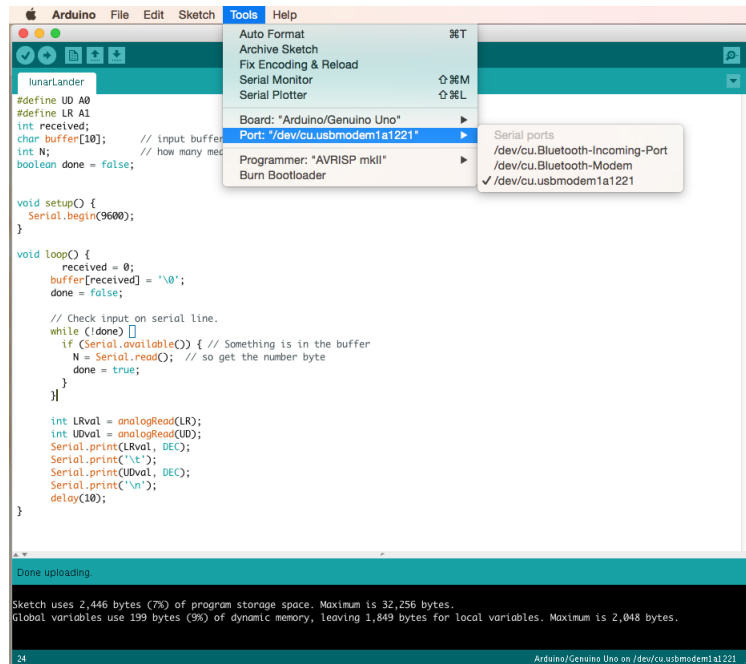 Arduino File Edit Sketch Tools Help
Auto Format ⌘T
Archive Sketch
Fix Encoding & Reload
Serial Monitor ⇧⌘M
Serial Plotter ⇧⌘L
Board: "Arduino/Genuino Uno" ▶
Port: "/dev/cu.usbmodem1a1221" ▶
Programmer: "AVRISP mkII" ▶
Burn Bootloader
Serial ports
/dev/cu.Bluetooth-Incoming-Port
/dev/cu.Bluetooth-Modem
✓ /dev/cu.usbmodem1a1221
lunarLander
#define UD A0
#define LR A1
int received;
char buffer[10];      // input buffer
int N;                // how many
boolean done = false;
void setup() {
  Serial.begin(9600);
}
void loop() {
        received = 0;
      buffer[received] = '\0';
      done = false;
      // Check input on serial line.
      while (!done) {
        if (Serial.available()) { // Something is in the buffer
          N = Serial.read();  // so get the number byte
          done = true;
        }
      }
      int LRval = analogRead(LR);
      int UDval = analogRead(UD);
      Serial.print(LRval, DEC);
      Serial.print('\t');
      Serial.print(UDval, DEC);
      Serial.print('\n');
      delay(10);
}
Done uploading.
Sketch uses 2,446 bytes (7%) of program storage space. Maximum is 32,256 bytes.
Global variables use 199 bytes (9%) of dynamic memory, leaving 1,849 bytes for local variables. Maximum is 2,048 bytes.
24 Arduino/Genuino Uno on /dev/cu.usbmodem1a1221